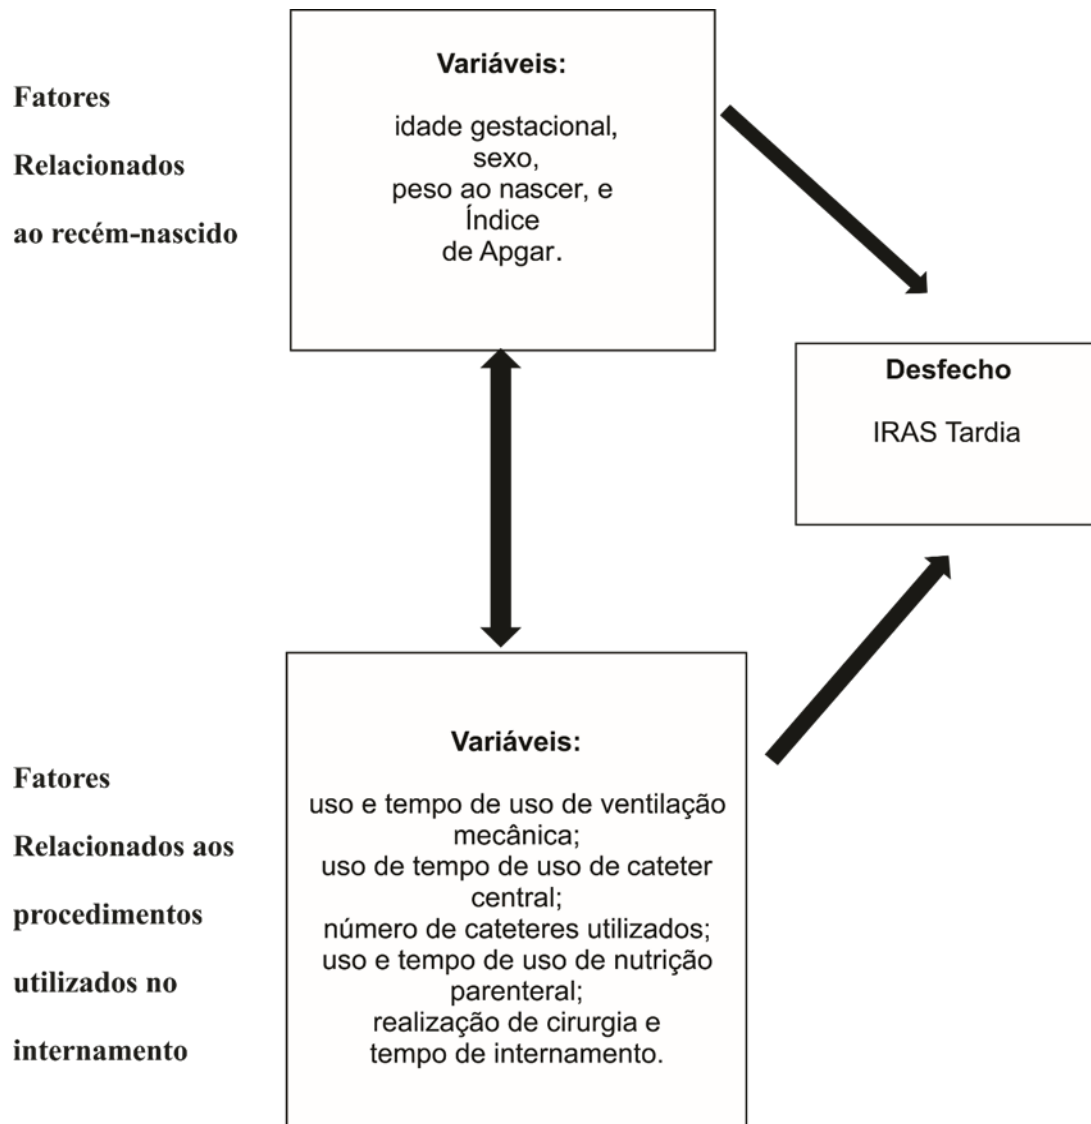 Fatores
Relacionados
ao recém-nascido
Variáveis:
idade gestacional,
sexo,
peso ao nascer, e
Índice
de Apgar.
Desfecho
IRAS Tardia
Fatores
Relacionados aos
procedimentos
utilizados no
internamento
Variáveis:
uso e tempo de uso de ventilação
mecânica;
uso de tempo de uso de cateter
central;
número de cateteres utilizados;
uso e tempo de uso de nutrição
parenteral;
realização de cirurgia e
tempo de internamento.